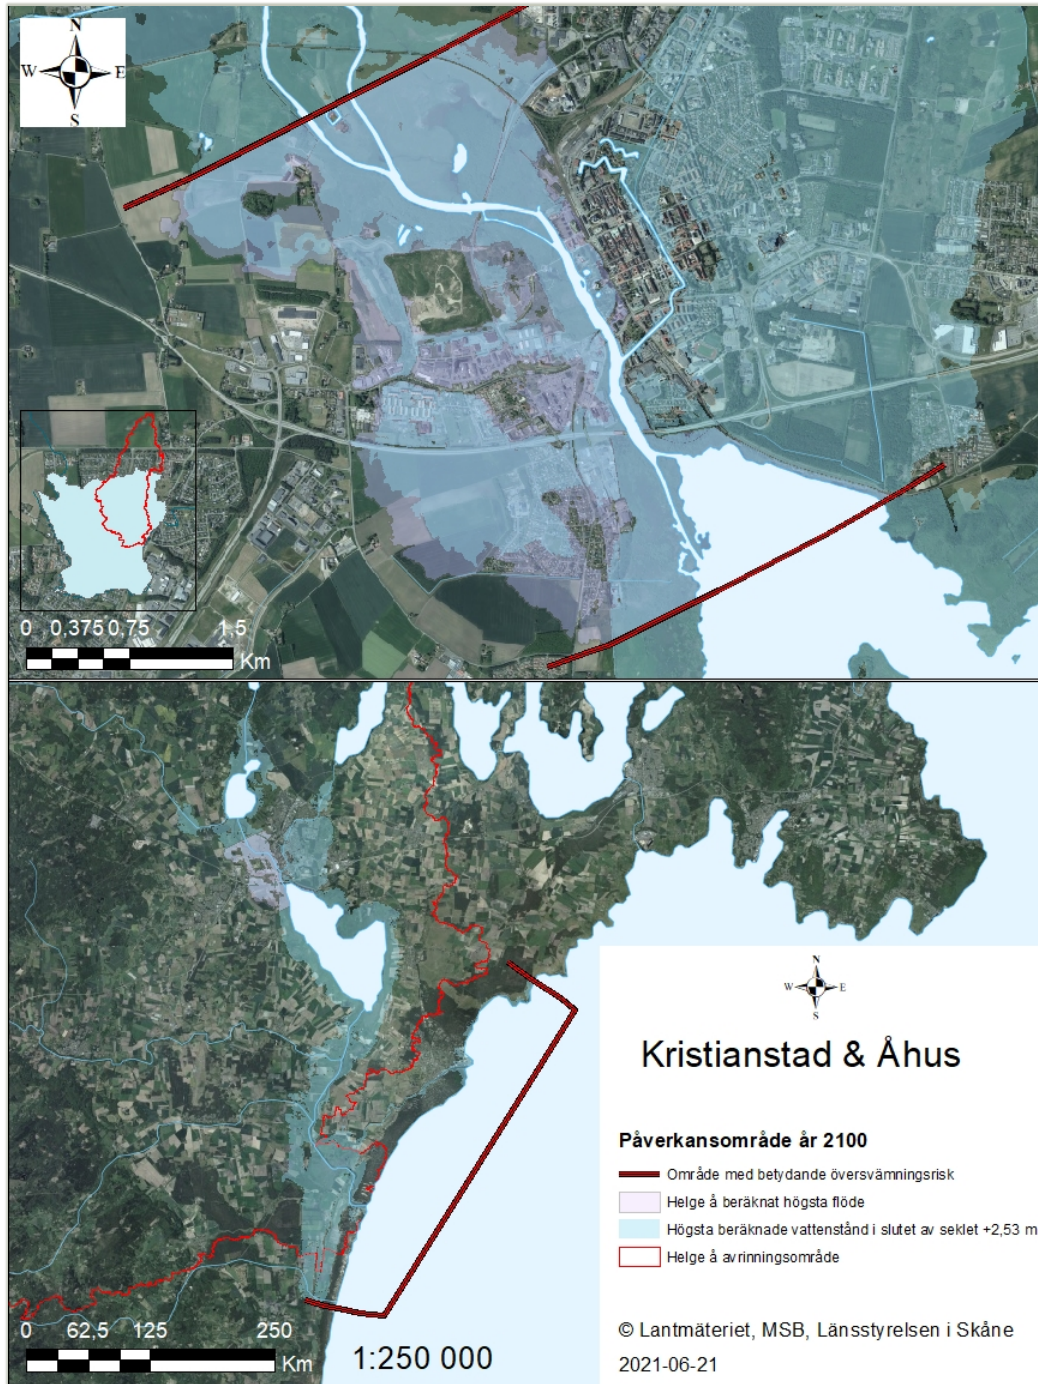 N
W E
S
0 0,375 0,75 1,5
Km
N
W E
S
Kristianstad & Åhus
Påverkansområde år 2100
Område med betydande översvämningsrisk
Helge å beräknat högsta flöde
Högsta beräknade vattenstånd i slutet av seklet +2,53 m
Helge å avrinningsområde
0 62,5 125 250
Km
1:250 000
© Lantmäteriet, MSB, Länsstyrelsen i Skåne
2021-06-21